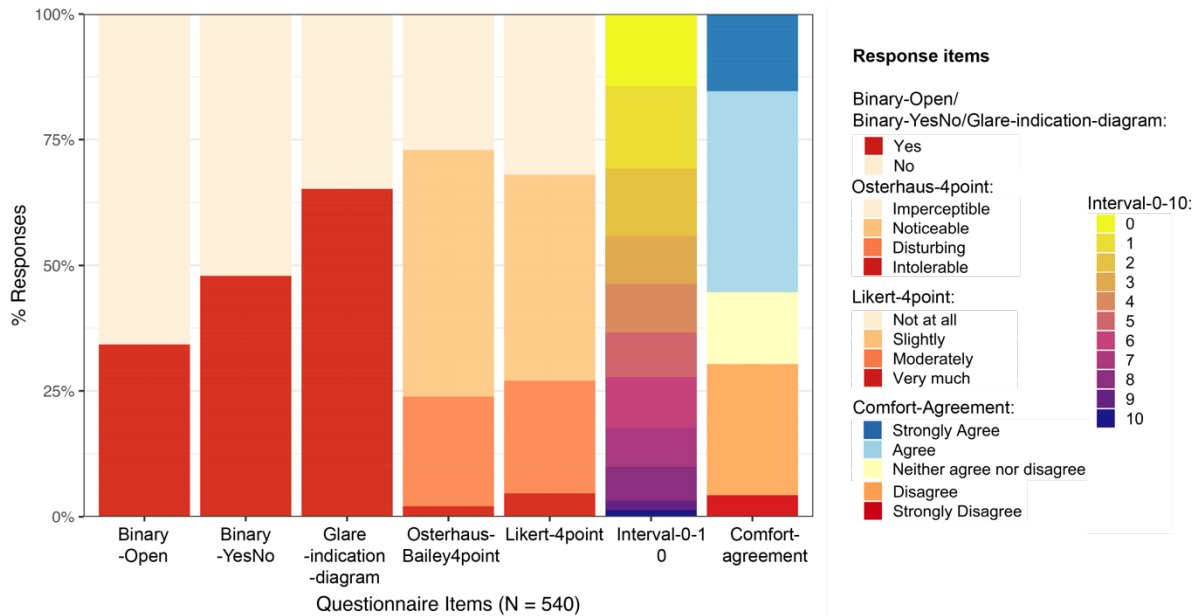 100%
75%
50%
25%
0%
% Responses
Binary
-Open
Binary
-YesNo
Glare
-indication
-diagram
Osterhaus-
Bailey4point
Likert-4point
Interval-0-1
0
Comfort-
agreement
Questionnaire Items (N = 540)
Response items
Binary-Open/
Binary-YesNo/Glare-indication-diagram:
Yes
No
Osterhaus-4point:
Imperceptible
Noticeable
Disturbing
Intolerable
Likert-4point:
Not at all
Slightly
Moderately
Very much
Comfort-Agreement:
Strongly Agree
Agree
Neither agree nor disagree
Disagree
Strongly Disagree
Interval-0-10:
0
1
2
3
4
5
6
7
8
9
10